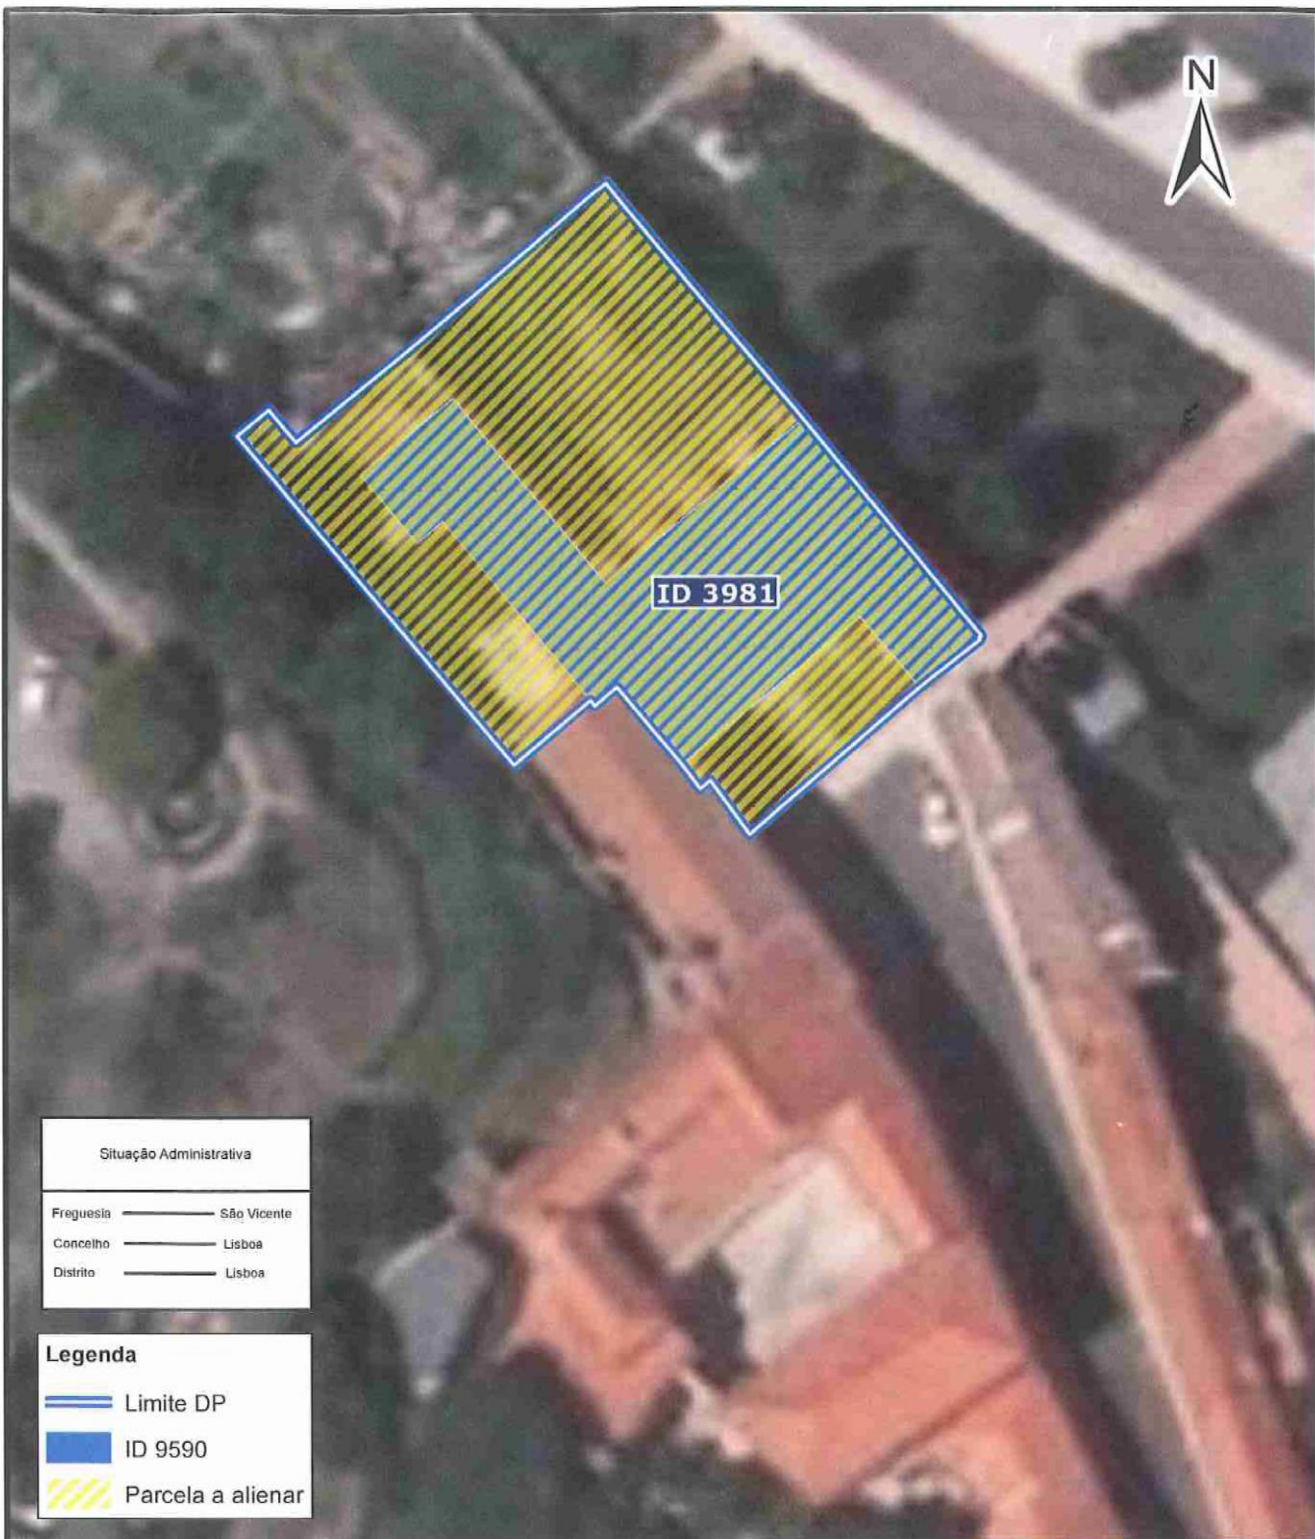 N
ID 3981
Situação Administrativa
Freguesia São Vicente
Concelho Lisboa
Distrito Lisboa
Legenda
Limite DP
ID 9590
Parcela a alienar